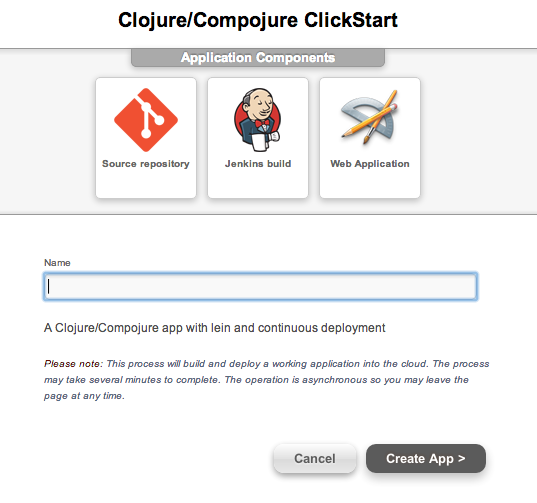 Clojure/Compojure ClickStart
Application Components
Source repository
Jenkins build
Web Application
Name
A Clojure/Compojure app with lein and continuous deployment
Please note: This process will build and deploy a working application into the cloud. The process
may take several minutes to complete. The operation is asynchronous so you may leave the
page at any time.
Cancel
Create App >